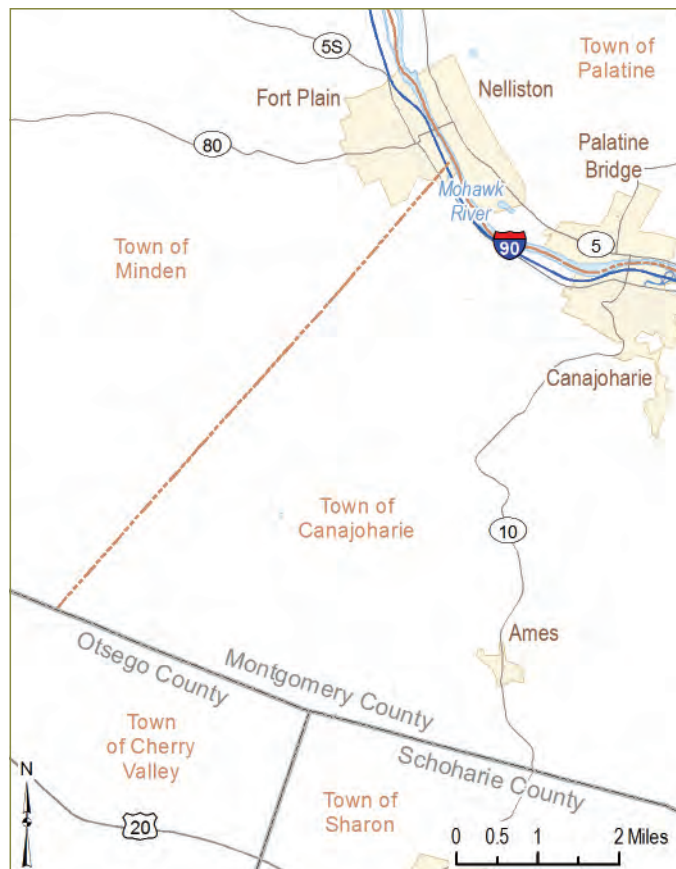 5S
Town of
Palatine
Fort Plain
Nelliston
80
Palatine
Bridge
Mohawk
River
5
90
Town of
Minden
Canajoharie
Town of
Canajoharie
10
Ames
Otsego County
Montgomery County
Schoharie County
Town
of Cherry
Valley
Town of
Sharon
N
20
0 0.5 1 2 Miles